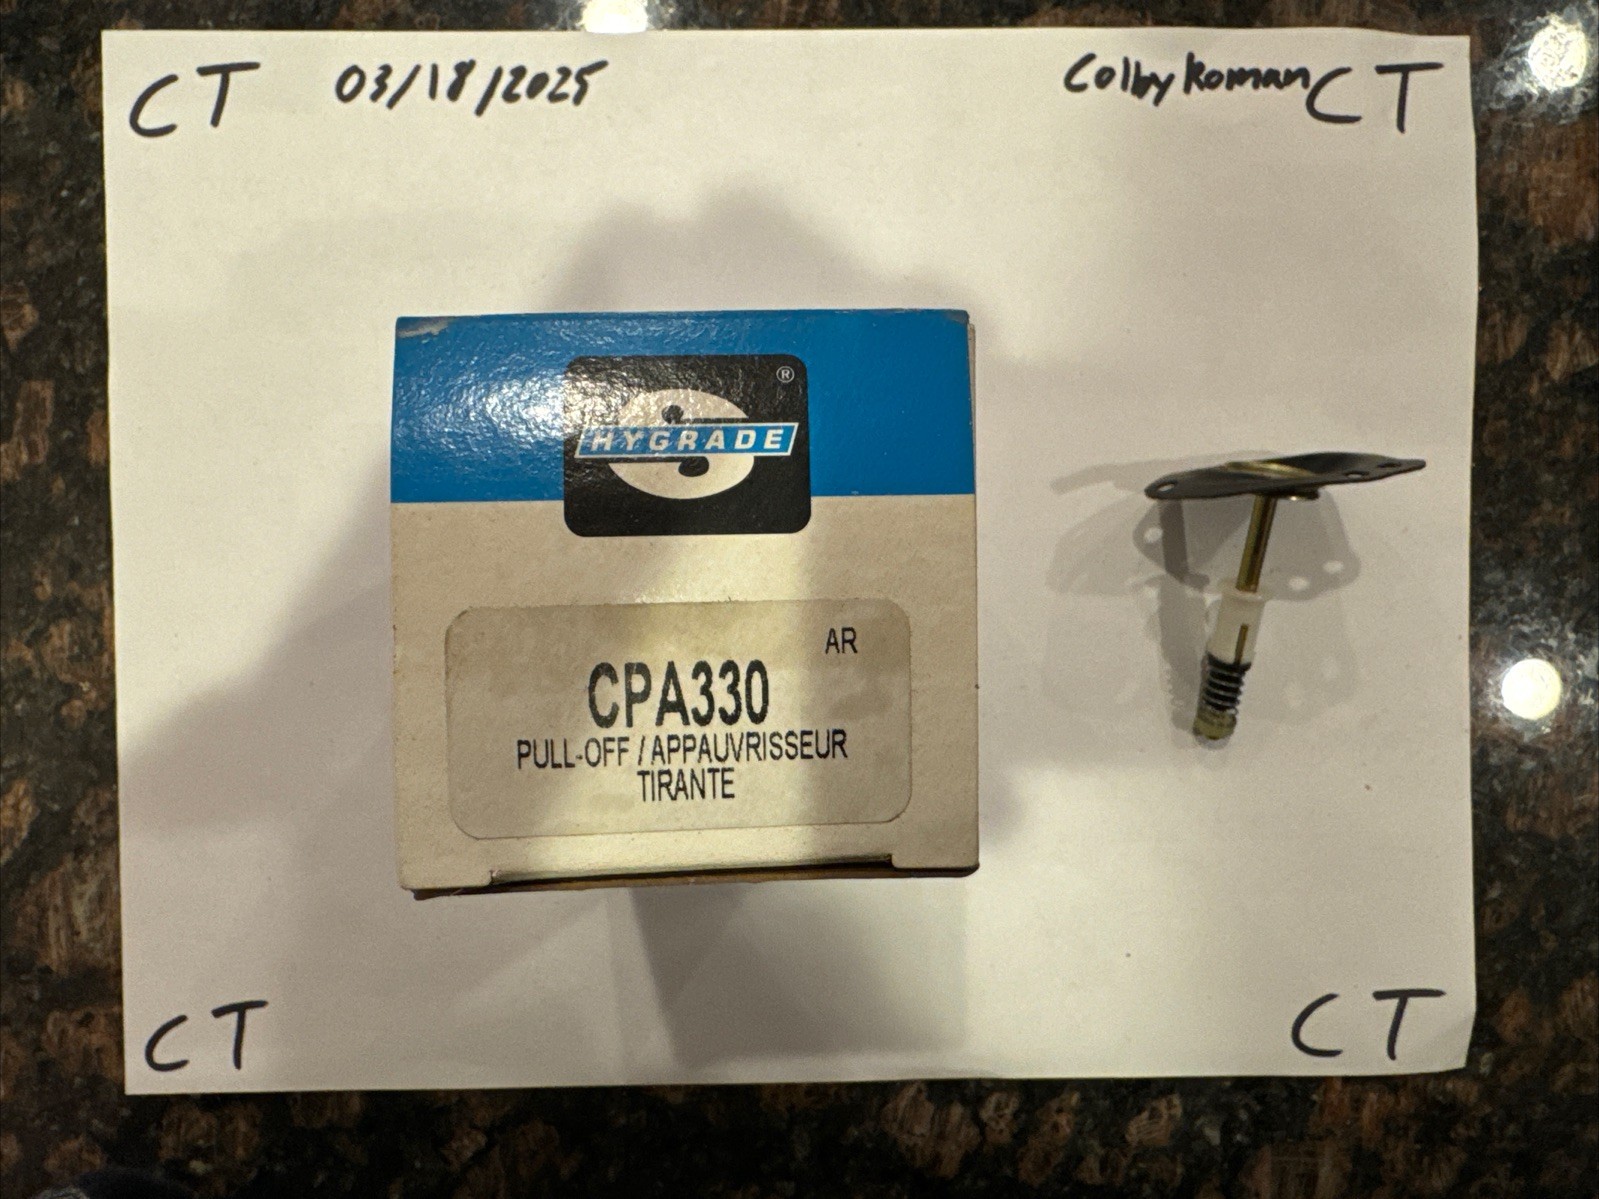 CT 03/18/2025 Colby Roman CT
®
HYGRADE
AR
CPA330
PULL-OFF / APPAUVRISSEUR
TIRANTE
CT CT